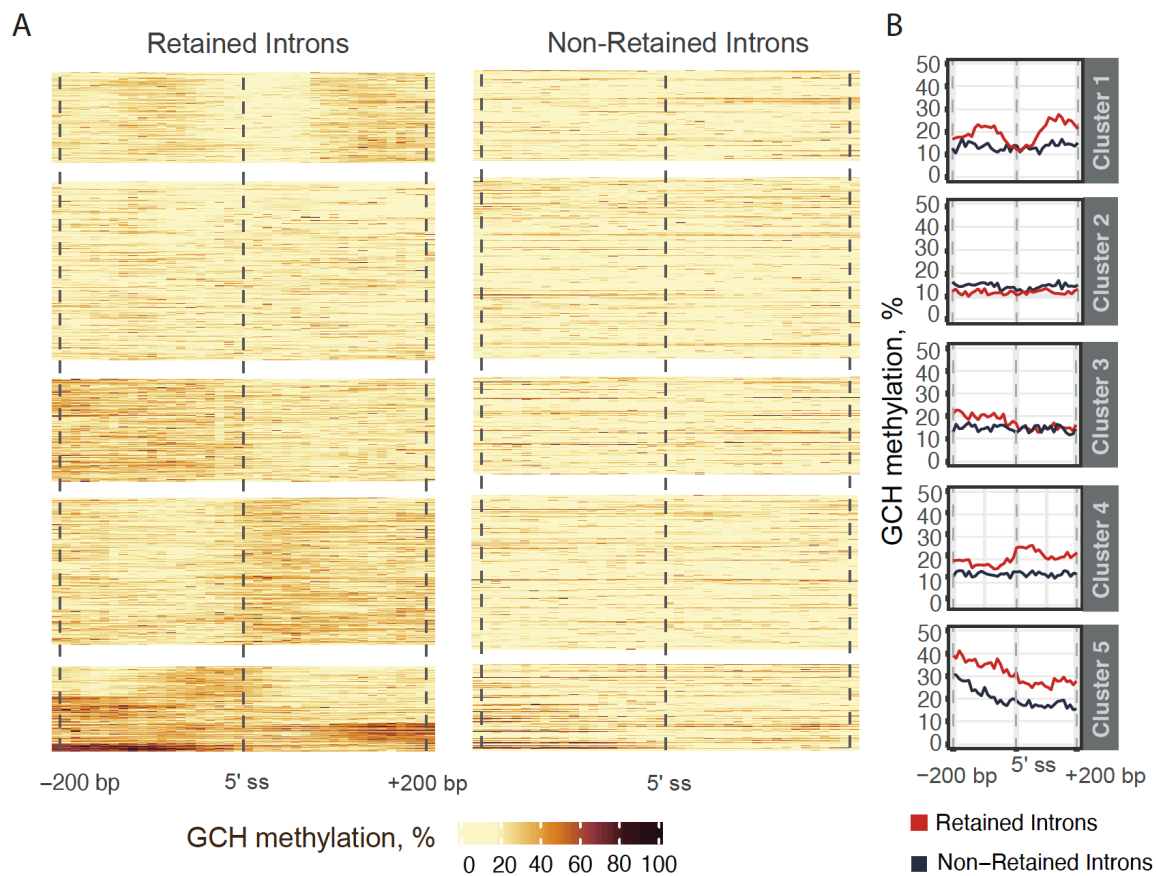 A
B
Retained Introns
Non-Retained Introns
−200 bp
5' ss
+200 bp
5' ss
GCH methylation, %
0 20 40 60 80 100
GCH methylation, %
50
40
30
20
10
0
Cluster 1
50
40
30
20
10
0
Cluster 2
50
40
30
20
10
0
Cluster 3
50
40
30
20
10
0
Cluster 4
50
40
30
20
10
0
Cluster 5
−200 bp
5' ss
+200 bp
Retained Introns
Non−Retained Introns